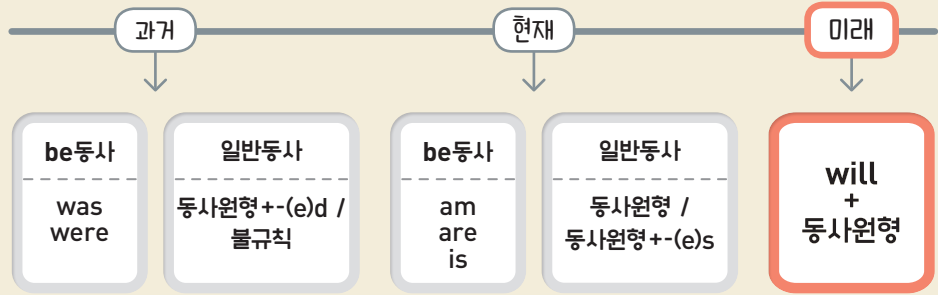 과거
현재
미래
be동사
was
were
일반동사
동사원형+-(e)d /
불규칙
be동사
am
are
is
일반동사
동사원형 /
동사원형+-(e)s
will
+
동사원형